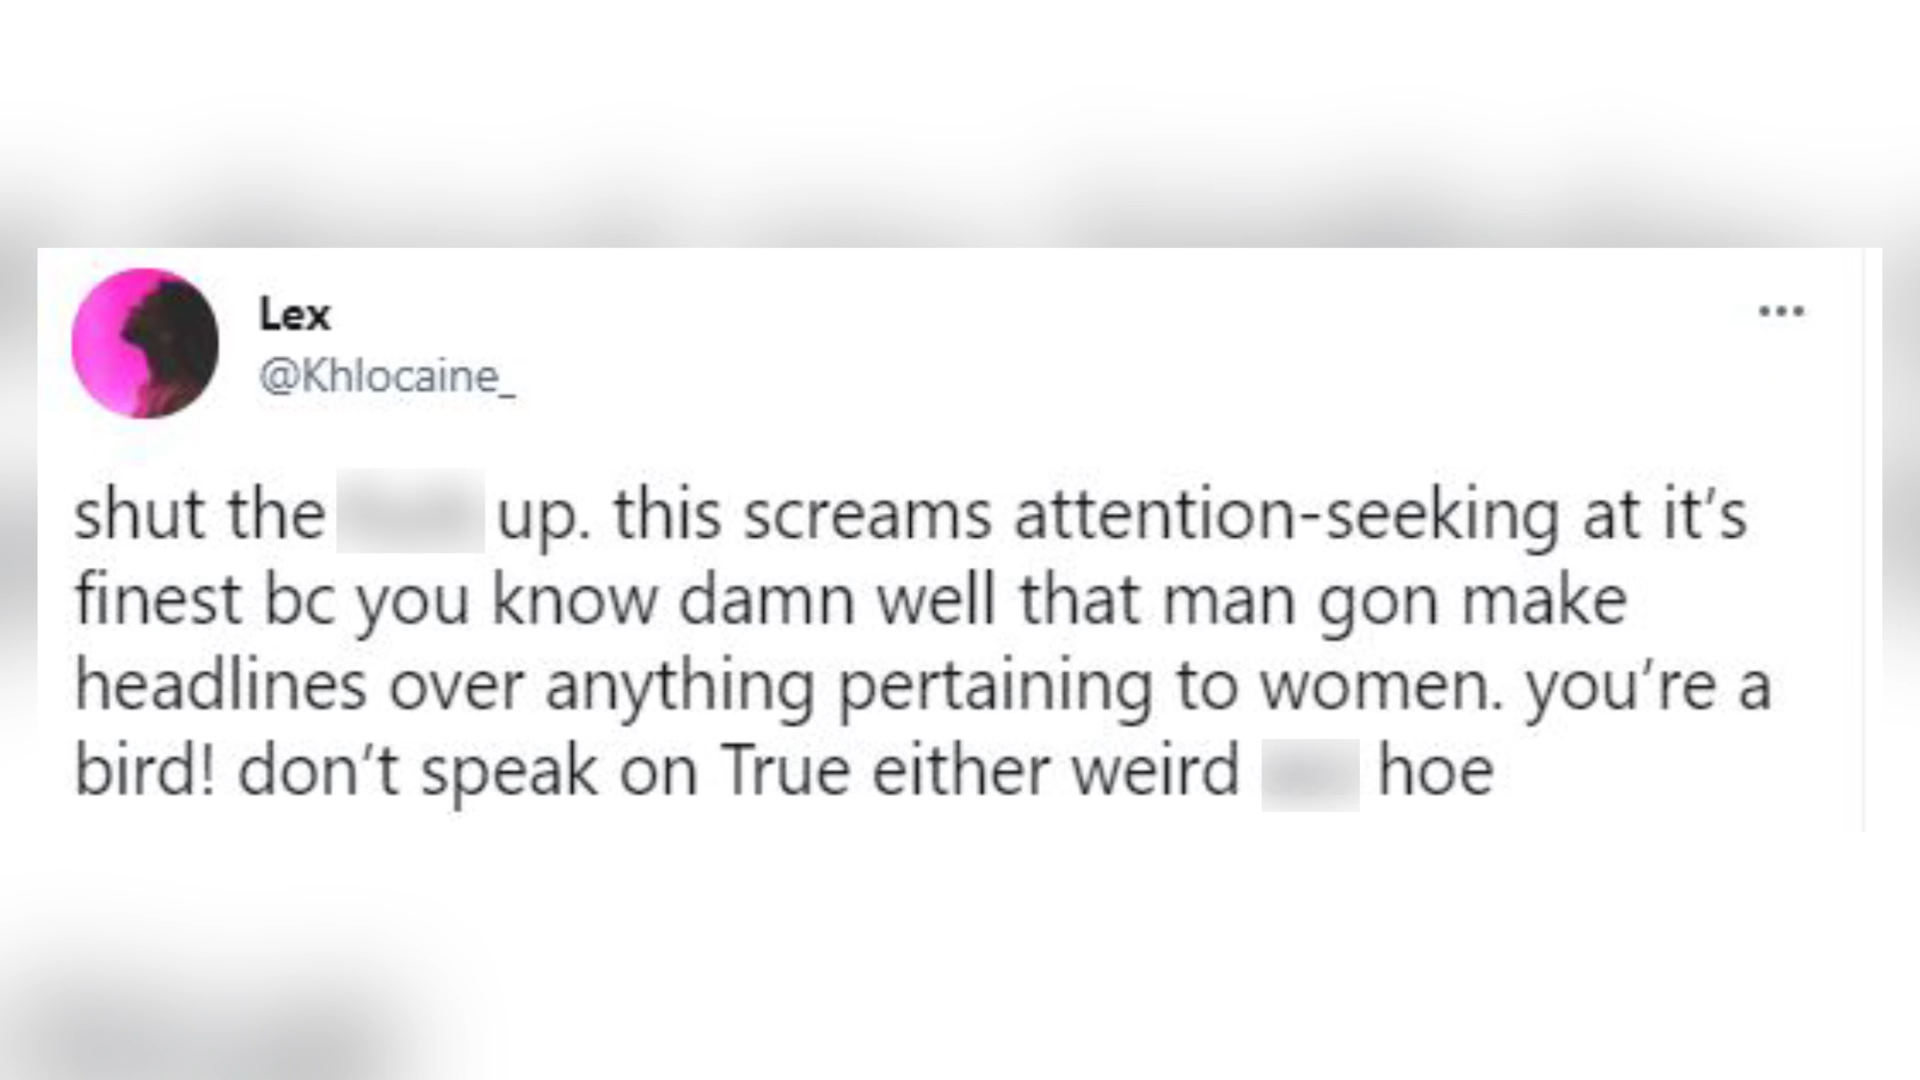 Lex
@Khlocaine_
shut the up. this screams attention-seeking at it’s
finest bc you know damn well that man gon make
headlines over anything pertaining to women. you’re a
bird! don’t speak on True either weird hoe